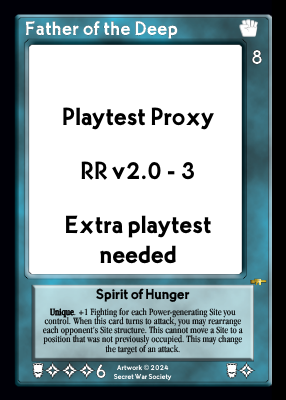 Father of the Deep
8
Playtest Proxy
RR v2.0 - 3
Extra playtest
needed
Spirit of Hunger
Unique. +1 Fighting for each Power-generating Site you
control. When this card turns to attack, you may rearrange
each opponent's Site structure. This cannot move a Site to a
position that was not previously occupied. This may change
the target of an attack.
6
Artwork © 2024
Secret War Society